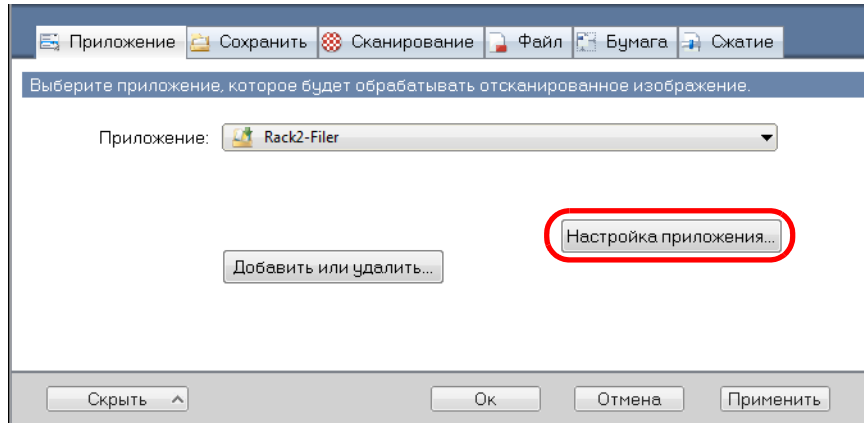 Приложение Сохранить Сканирование Файл Бумага Сжатие
Выберите приложение, которое будет обрабатывать отсканированное изображение.
Приложение: Rack2-Filer
Настройка приложения...
Добавить или удалить...
Скрыть Ок Отмена Применить